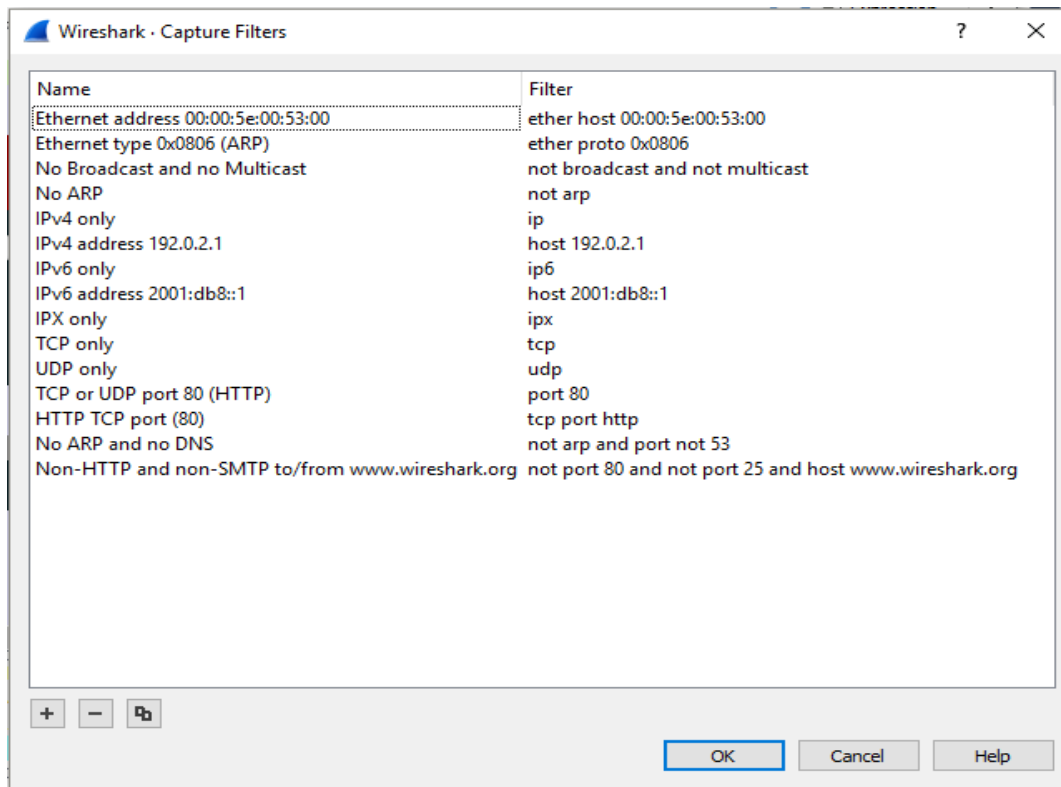 Wireshark · Capture Filters
?
Name Filter
Ethernet address 00:00:5e:00:53:00 ether host 00:00:5e:00:53:00
Ethernet type 0x0806 (ARP) ether proto 0x0806
No Broadcast and no Multicast not broadcast and not multicast
No ARP not arp
IPv4 only ip
IPv4 address 192.0.2.1 host 192.0.2.1
IPv6 only ip6
IPv6 address 2001:db8::1 host 2001:db8::1
IPX only ipx
TCP only tcp
UDP only udp
TCP or UDP port 80 (HTTP) port 80
HTTP TCP port (80) tcp port http
No ARP and no DNS not arp and port not 53
Non-HTTP and non-SMTP to/from www.wireshark.org not port 80 and not port 25 and host www.wireshark.org
OK Cancel Help